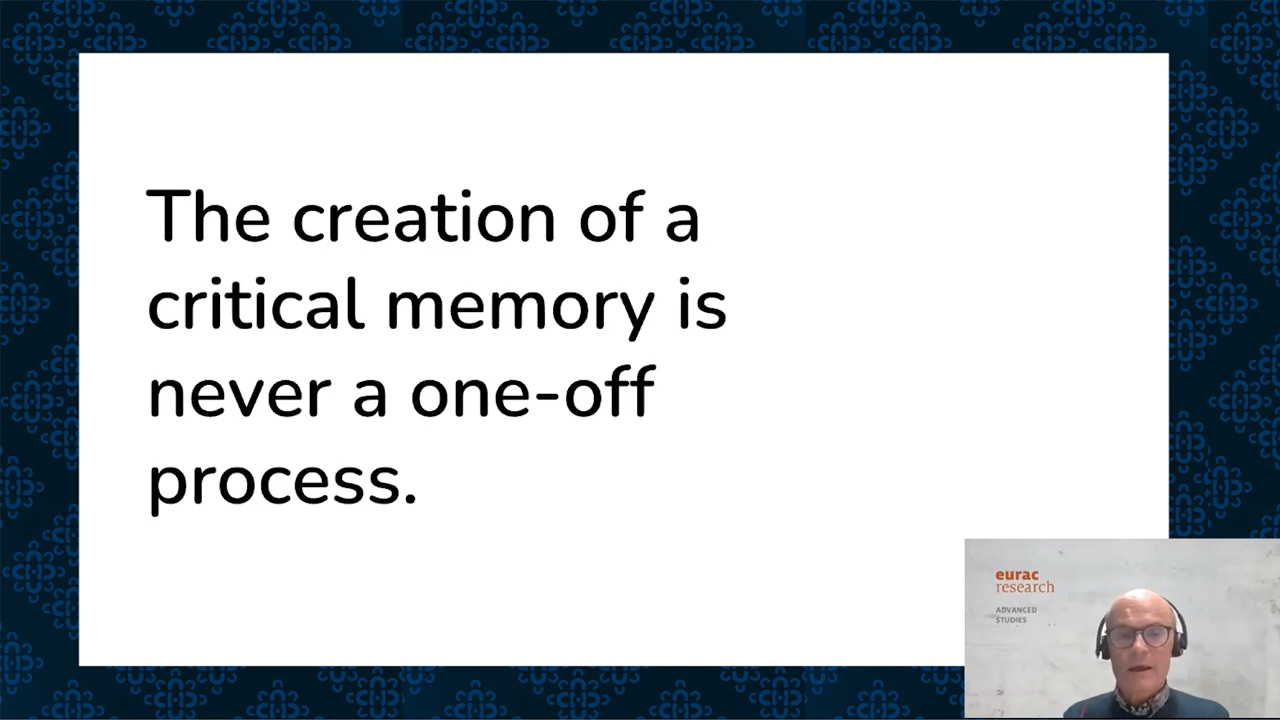 The creation of a
critical memory is
never a one-off
process.
eurac
research
ADVANCED
STUDIES